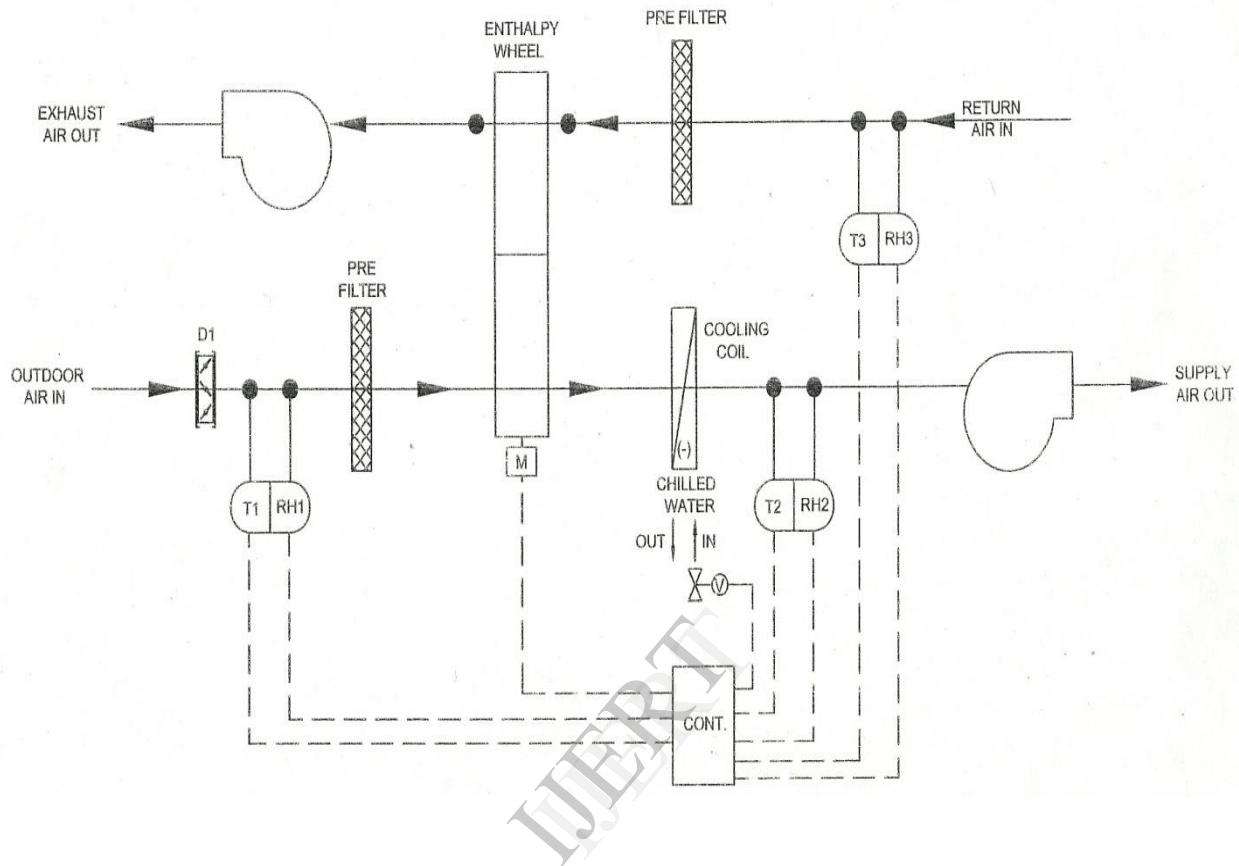 ENTHALPY
WHEEL
PRE FILTER
EXHAUST
AIR OUT
RETURN
AIR IN
T3 RH3
PRE
FILTER
D1
COOLING
COIL
OUTDOOR
AIR IN
SUPPLY
AIR OUT
(-)
M
CHILLED
WATER
T1 RH1
T2 RH2
OUT IN
V
CONT.
IJERT